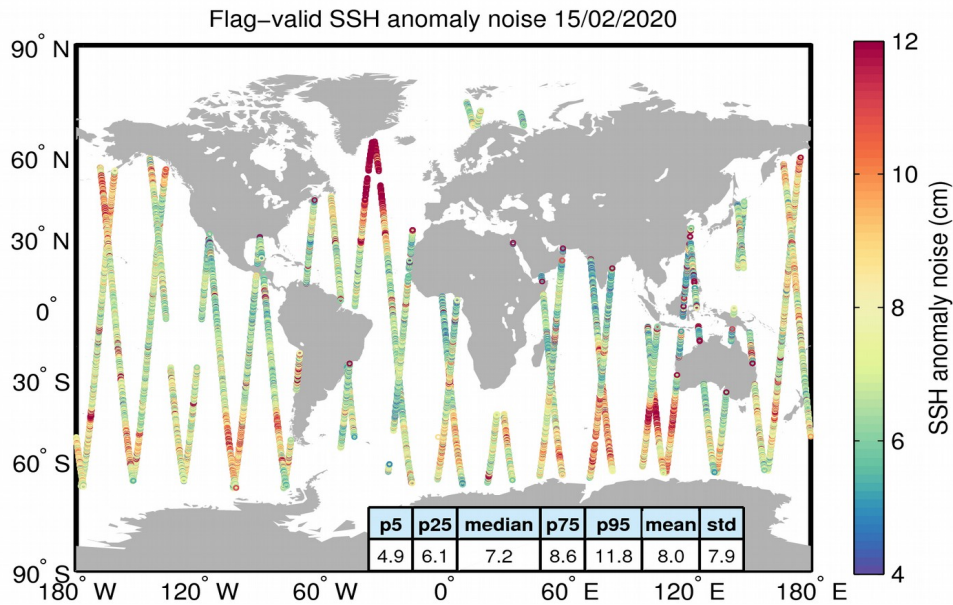 Flag−valid SSH anomaly noise 15/02/2020
90° N
60° N
30° N
0°
30° S
60° S
90° S
180° W
120° W
60° W
0°
60° E
120° E
180° E
p5 p25 median p75 p95 mean std
4.9 6.1 7.2 8.6 11.8 8.0 7.9
12
10
8
6
4
SSH anomaly noise (cm)